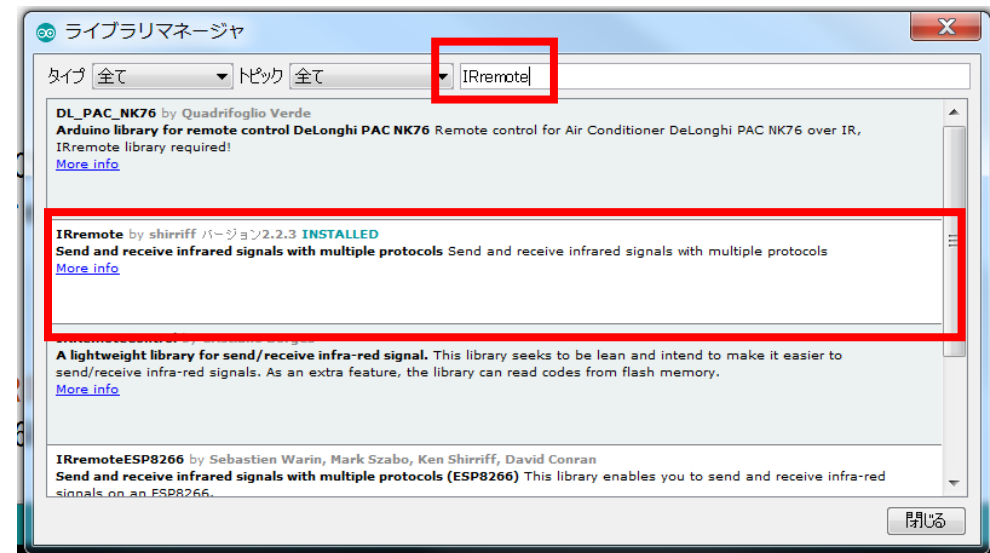 ライブラリマネージャ
タイプ 全て トピック 全て IRremote
DL_PAC_NK76 by Quadrifoglio Verde
Arduino library for remote control DeLonghi PAC NK76 Remote control for Air Conditioner DeLonghi PAC NK76 over IR,
IRremote library required!
More info
IRremote by shirriff バージョン2.2.3 INSTALLED
Send and receive infrared signals with multiple protocols Send and receive infrared signals with multiple protocols
More info
A lightweight library for send/receive infra-red signal. This library seeks to be lean and intend to make it easier to
send/receive infra-red signals. As an extra feature, the library can read codes from flash memory.
More info
IRremoteESP8266 by Sebastien Warin, Mark Szabo, Ken Shirriff, David Conran
Send and receive infrared signals with multiple protocols (ESP8266) This library enables you to send and receive infra-red
signals on an ESP8266.
閉じる